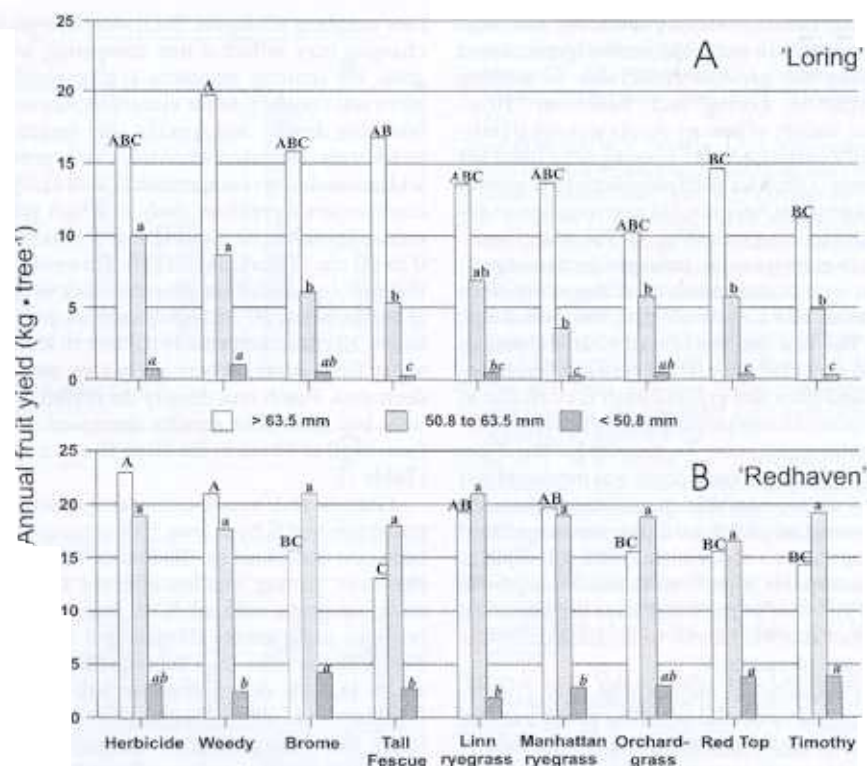 Annual fruit yield (kg • tree⁻¹)
25
20
15
10
5
0
A 'Loring'
ABC a a
A a a
ABC b ab
AB b c
ABC ab bc
ABC b c
ABC b ab
BC b c
BC b c
> 63.5 mm 50.8 to 63.5 mm < 50.8 mm
25
20
15
10
5
0
B 'Redhaven'
A a ab
A a b
BC a a
C a b
AB a b
AB a b
BC a ab
BC a a
BC a a
Herbicide Weedy Brome Tall Linn Manhattan Orchard- Red Top Timothy
Fescue ryegrass ryegrass grass